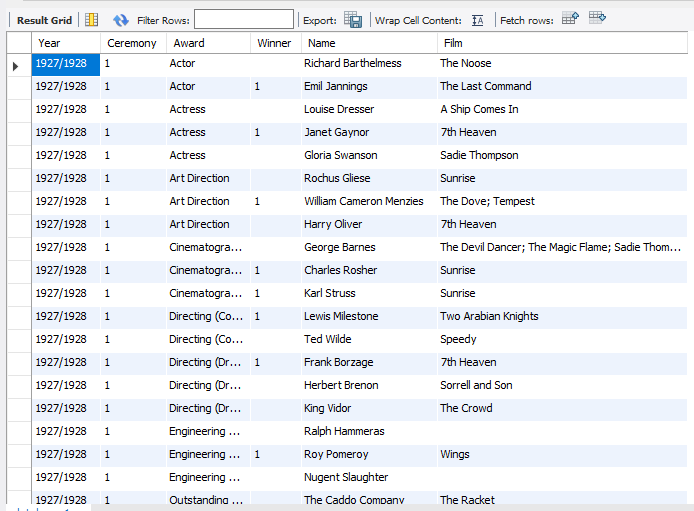 Result Grid Filter Rows: Export: Wrap Cell Content: Fetch rows:
Year Ceremony Award Winner Name Film
1927/1928 1 Actor Richard Barthelmess The Noose
1927/1928 1 Actor 1 Emil Jannings The Last Command
1927/1928 1 Actress Louise Dresser A Ship Comes In
1927/1928 1 Actress 1 Janet Gaynor 7th Heaven
1927/1928 1 Actress Gloria Swanson Sadie Thompson
1927/1928 1 Art Direction Rochus Gliese Sunrise
1927/1928 1 Art Direction 1 William Cameron Menzies The Dove; Tempest
1927/1928 1 Art Direction Harry Oliver 7th Heaven
1927/1928 1 Cinematogra... George Barnes The Devil Dancer; The Magic Flame; Sadie Thom...
1927/1928 1 Cinematogra... 1 Charles Rosher Sunrise
1927/1928 1 Cinematogra... 1 Karl Struss Sunrise
1927/1928 1 Directing (Co... 1 Lewis Milestone Two Arabian Knights
1927/1928 1 Directing (Co... Ted Wilde Speedy
1927/1928 1 Directing (Dr... 1 Frank Borzage 7th Heaven
1927/1928 1 Directing (Dr... Herbert Brenon Sorrell and Son
1927/1928 1 Directing (Dr... King Vidor The Crowd
1927/1928 1 Engineering ... Ralph Hammeras
1927/1928 1 Engineering ... 1 Roy Pomeroy Wings
1927/1928 1 Engineering ... Nugent Slaughter
1927/1928 1 Outstanding ... The Caddo Company The Racket